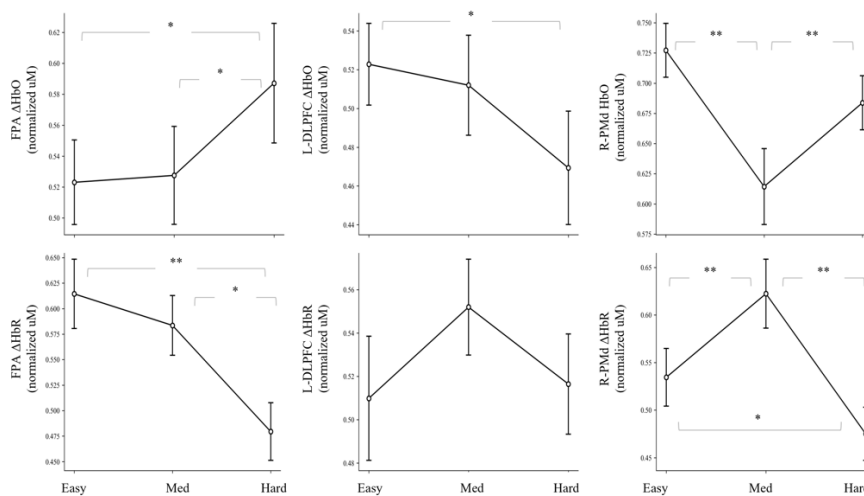 FPA ΔHbO
(normalized uM)
0.62
0.60
0.58
0.56
0.54
0.52
0.50
*
*
L-DLPFC ΔHbO
(normalized uM)
0.54
0.52
0.50
0.48
0.46
0.44
*
R-PMd HbO
(normalized uM)
0.750
0.725
0.700
0.675
0.650
0.625
0.600
0.575
**
**
FPA ΔHbR
(normalized uM)
0.650
0.625
0.600
0.575
0.550
0.525
0.500
0.475
0.450
**
*
Easy
Med
Hard
L-DLPFC ΔHbR
(normalized uM)
0.56
0.54
0.52
0.50
0.48
Easy
Med
Hard
R-PMd ΔHbR
(normalized uM)
0.65
0.60
0.55
0.50
0.45
**
**
*
Easy
Med
Hard